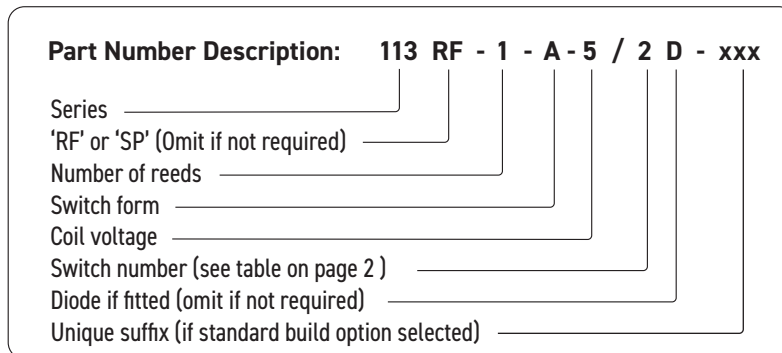 Part Number Description: 113 RF - 1 - A - 5 / 2 D - xxx
Series
‘RF’ or ‘SP’ (Omit if not required)
Number of reeds
Switch form
Coil voltage
Switch number (see table on page 2 )
Diode if fitted (omit if not required)
Unique suffix (if standard build option selected)